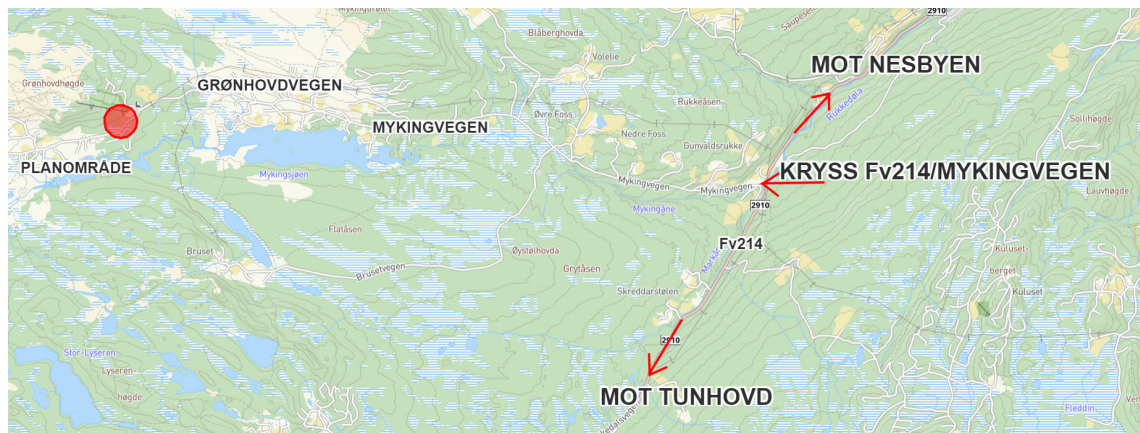 2910
Saupeset
Blåberghovda
Volelie
MOT NESBYEN
Grønhovdhøgde
GRØNHOVDVEGEN
Rukkeåsen
Rukkedøla
Øvre Foss
Sollihøgde
MYKINGVEGEN
Nedre Foss
Gunvaldsrukke
PLANOMRÅDE
Mykingsjøen
Mykingvegen
Mykingvegen
KRYSS Fv214/MYKINGVEGEN
Lauvhøgde
2910
Mykingåne
Flatåsen
Fv214
Bruset
Øystølhovda
Kuluset-
berget
Brusetvegen
Grytåsen
Markår
Skreddarstølen
Kuluset
2910
Stor-Lyseren
Lyseren
høgde
MOT TUNHOVD
Fleddin